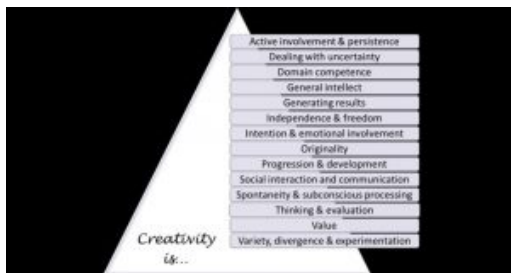 Active involvement & persistence
Dealing with uncertainty
Domain competence
General intellect
Generating results
Independence & freedom
Intention & emotional involvement
Originality
Progression & development
Social interaction and communication
Spontaneity & subconscious processing
Thinking & evaluation
Value
Variety, divergence & experimentation
Creativity
is...